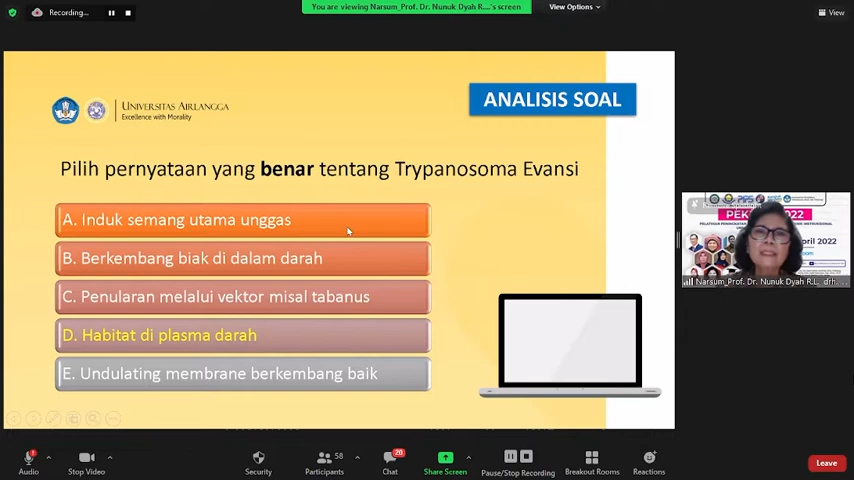 Recording...
You are viewing Narsum_Prof. Dr. Nunuk Dyah R....'s screen
View Options
View
UNIVERSITAS AIRLANGGA
Excellence with Morality
ANALISIS SOAL
Pilih pernyataan yang benar tentang Trypanosoma Evansi
A. Induk semang utama unggas
B. Berkembang biak di dalam darah
C. Penularan melalui vektor misal tabanus
D. Habitat di plasma darah
E. Undulating membrane berkembang baik
2022
april 2022
Narsum_Prof. Dr. Nunuk Dyah R.L., drh...
Audio
Stop Video
Security
58
Participants
20
Chat
Share Screen
Pause/Stop Recording
Breakout Rooms
Reactions
Leave